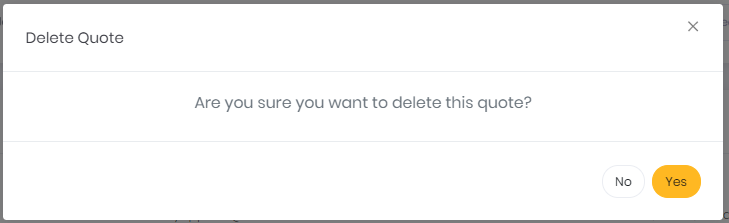 Delete Quote
Are you sure you want to delete this quote?
No
Yes